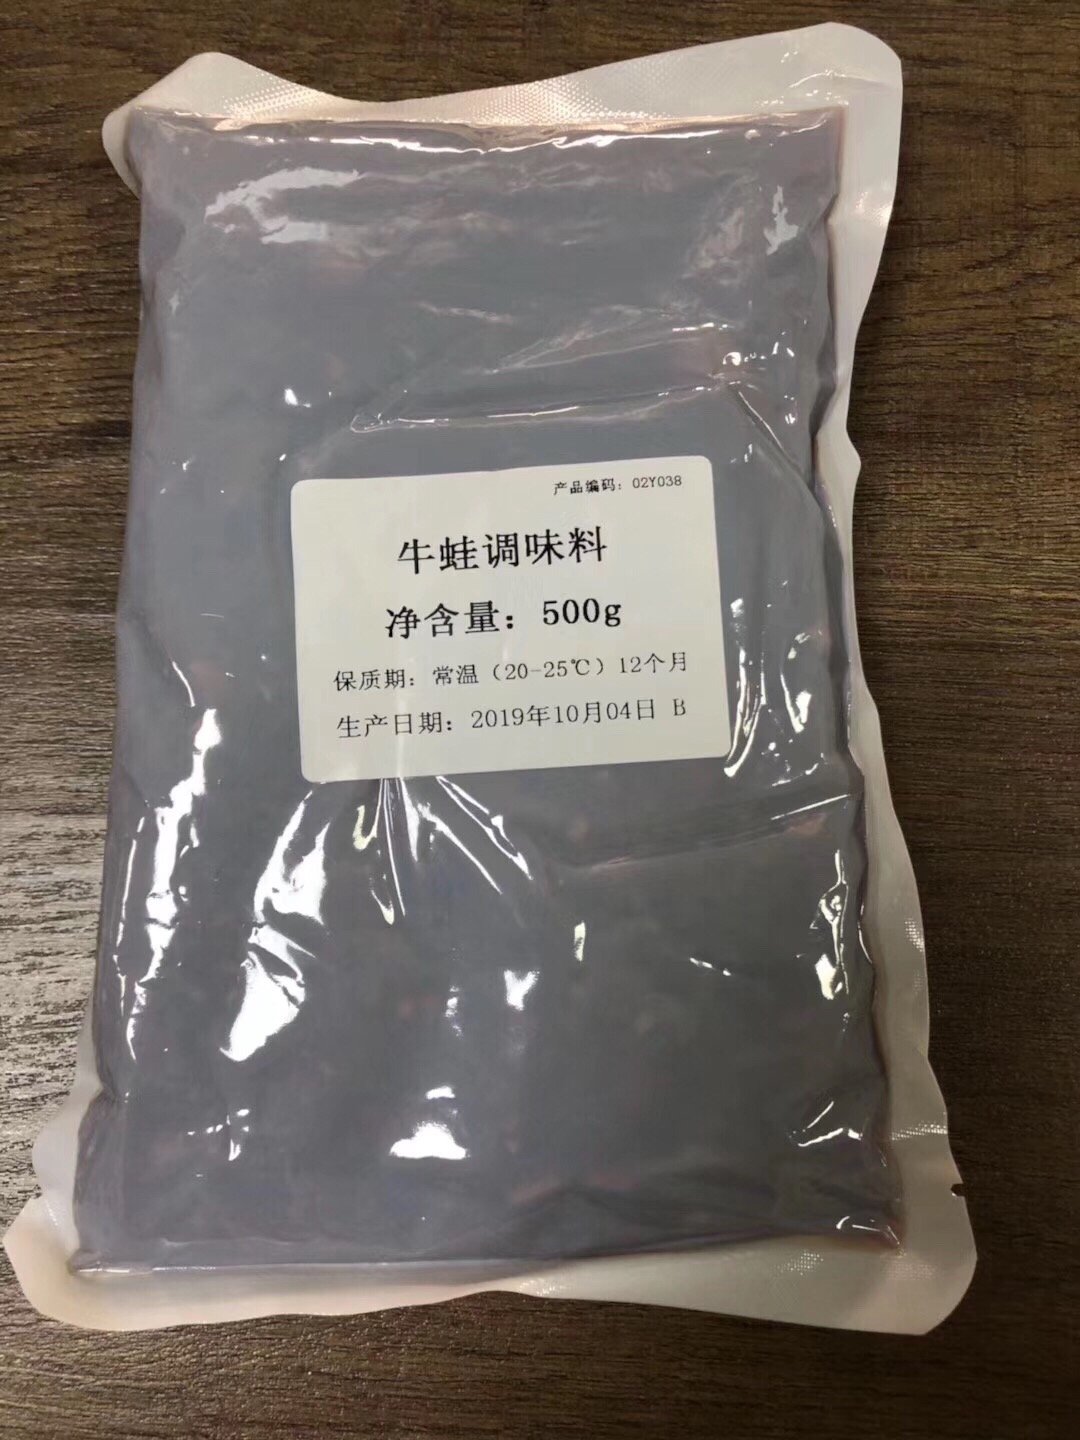 产品编码：02Y038
牛蛙调味料
净含量：500g
保质期：常温（20-25℃）12个月
生产日期：2019年10月04日 B